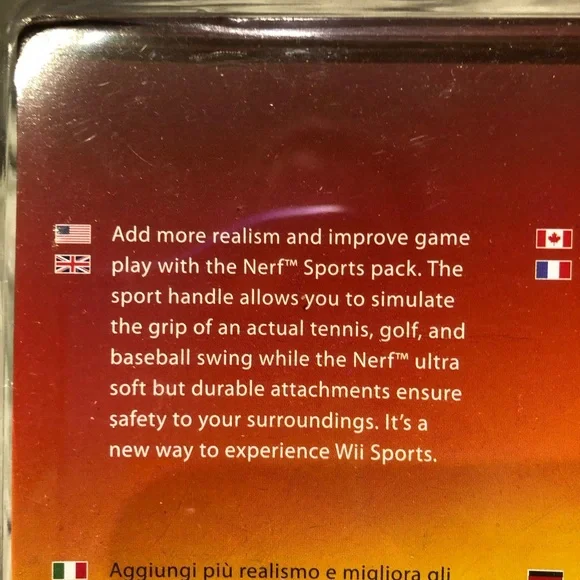 Add more realism and improve game
play with the Nerf™ Sports pack. The
sport handle allows you to simulate
the grip of an actual tennis, golf, and
baseball swing while the Nerf™ ultra
soft but durable attachments ensure
safety to your surroundings. It's a
new way to experience Wii Sports.
Aggiungi più realismo e migliora gli